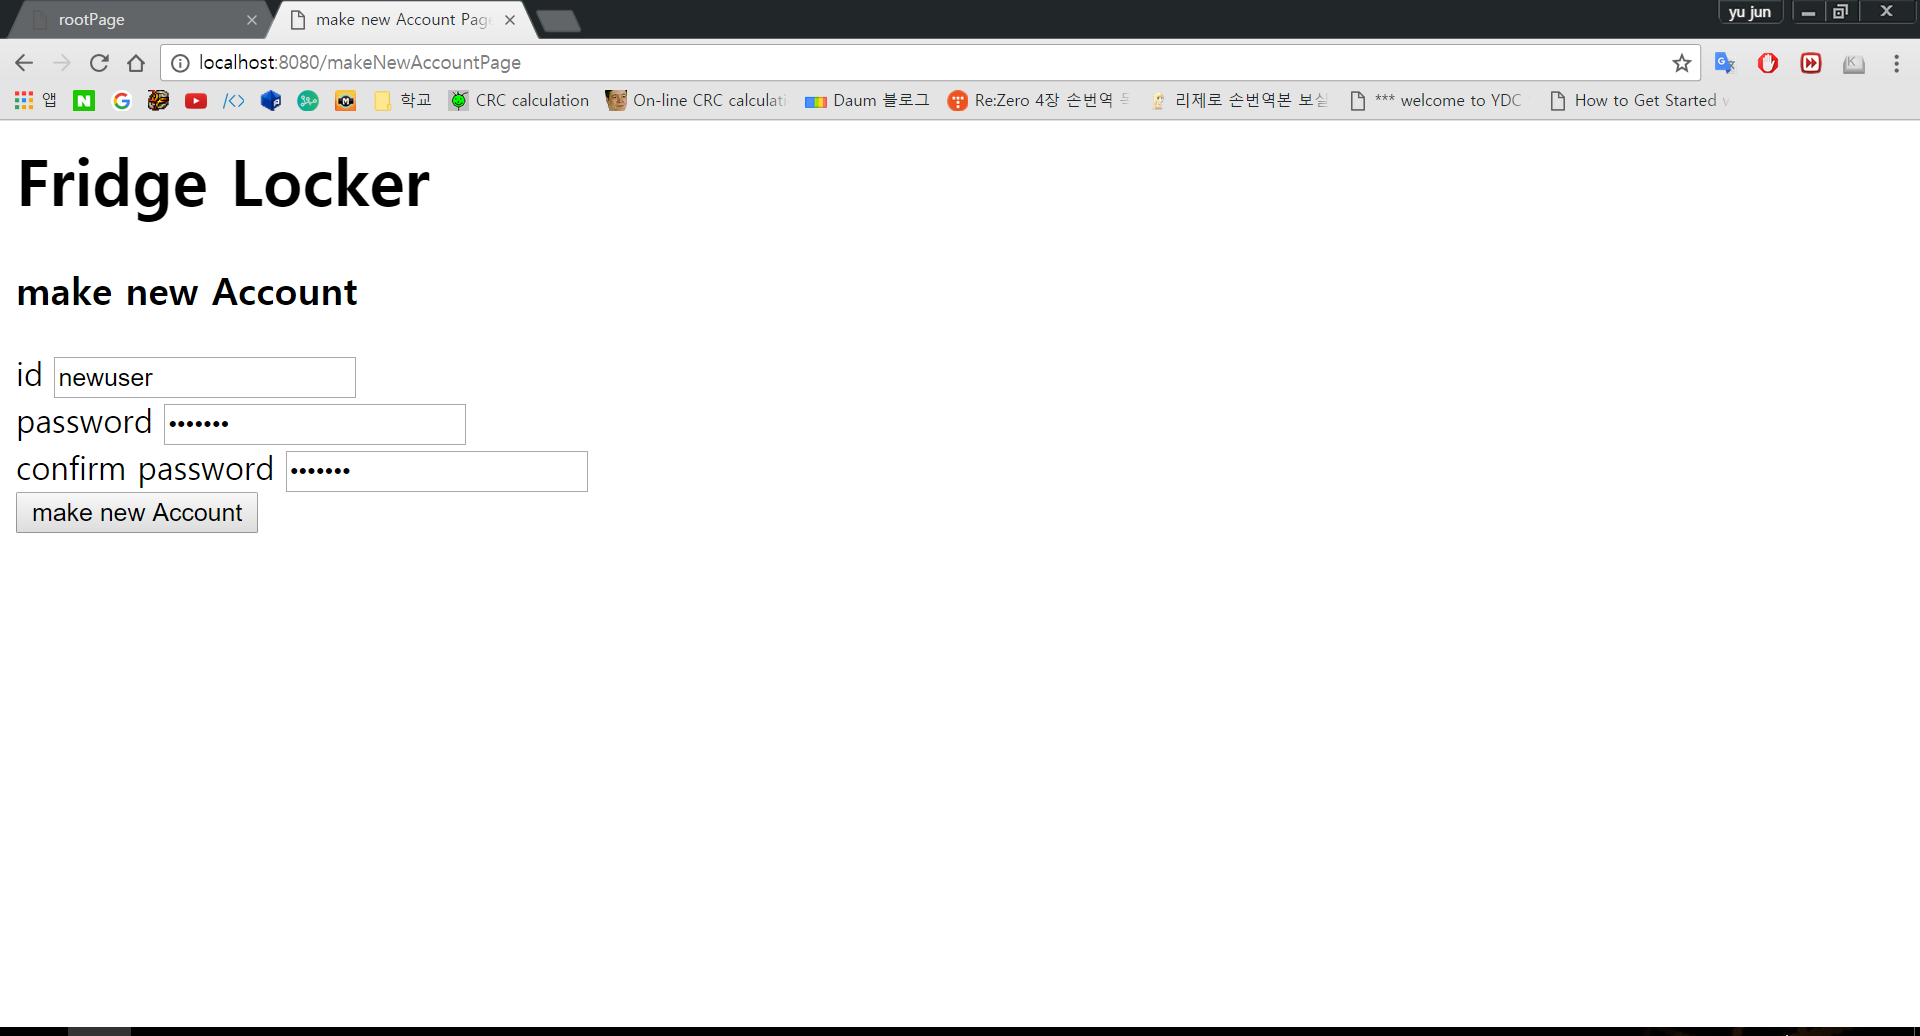 rootPage
make new Account Pag
yu jun
localhost:8080/makeNewAccountPage
앱
학교
CRC calculation
On-line CRC calculati
Daum 블로그
Re:Zero 4장 손번역
리제로 손번역본 보실
*** welcome to YDC
How to Get Started
Fridge Locker
make new Account
id newuser
password •••••••
confirm password •••••••
make new Account